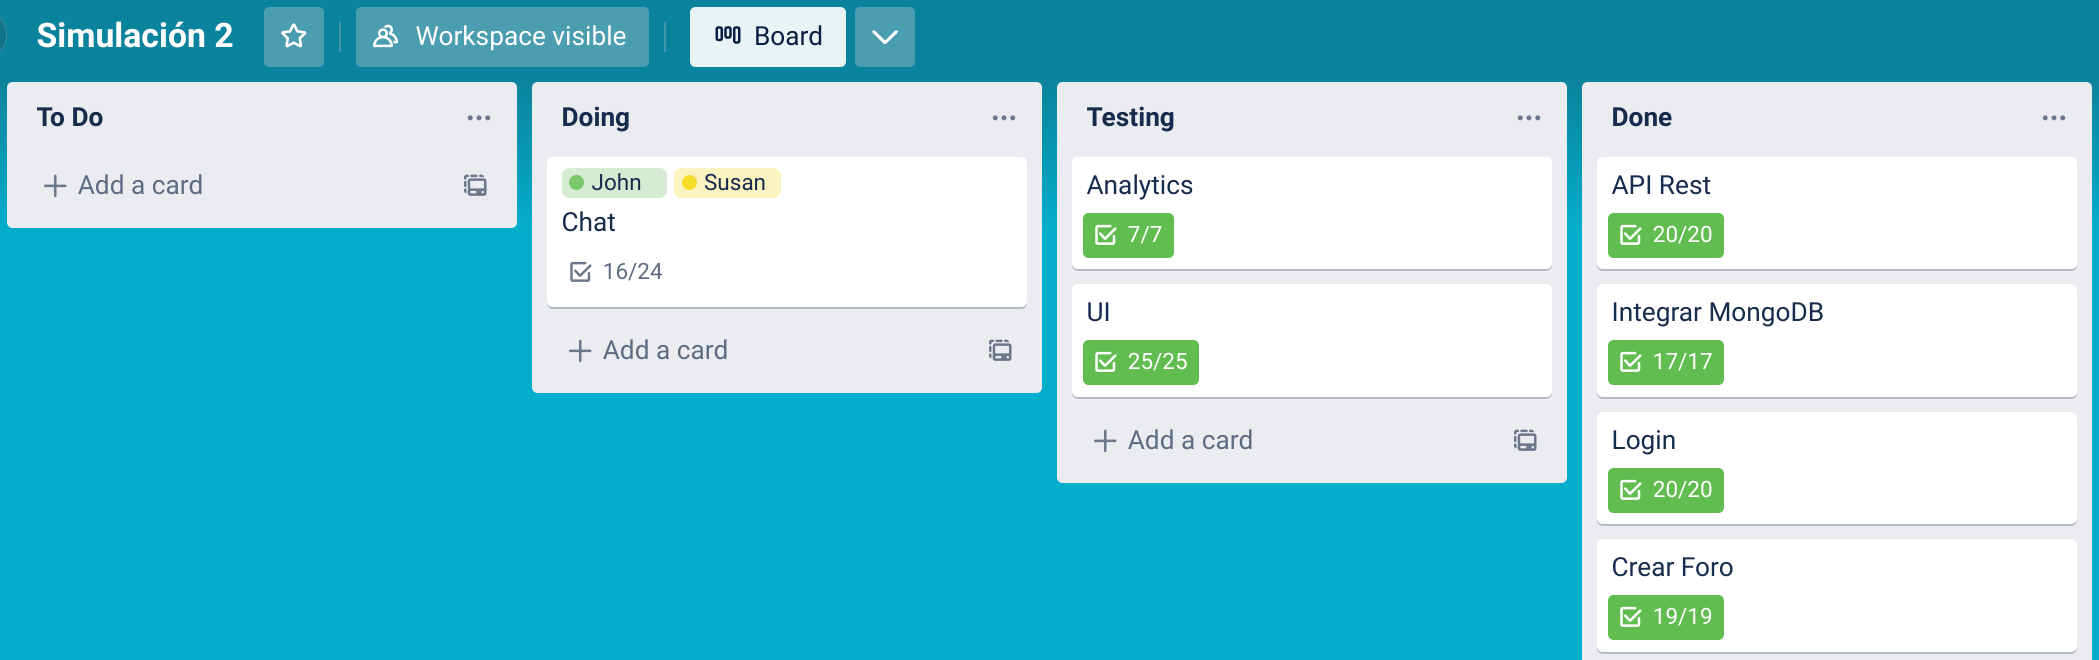 Simulación 2
Workspace visible
Board
To Do
Add a card
Doing
John Susan
Chat
16/24
Add a card
Testing
Analytics
7/7
UI
25/25
Add a card
Done
API Rest
20/20
Integrar MongoDB
17/17
Login
20/20
Crear Foro
19/19